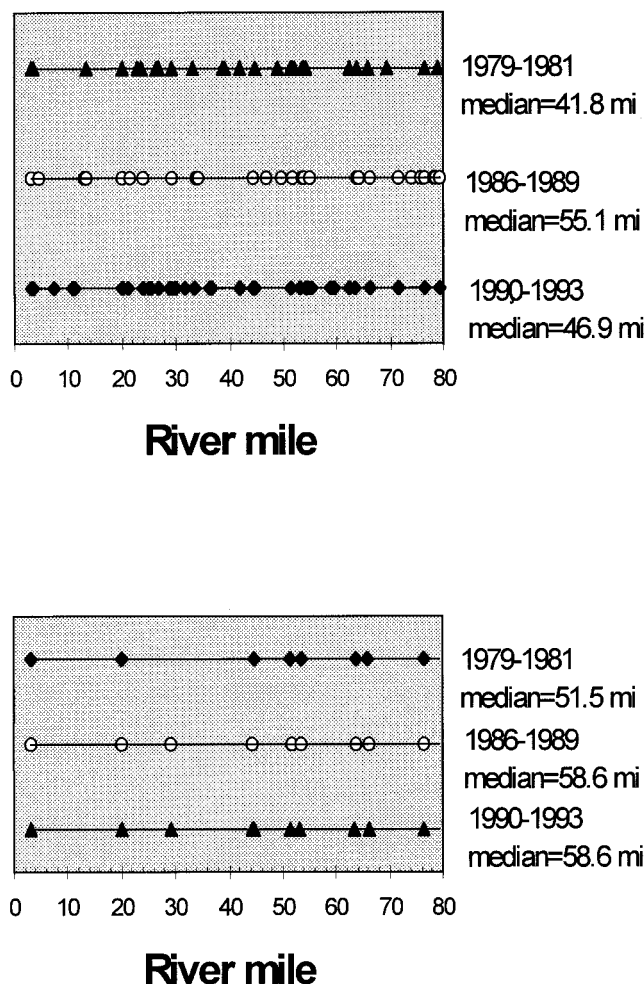 1979-1981
median=41.8 mi
1986-1989
median=55.1 mi
1990-1993
median=46.9 mi
0 10 20 30 40 50 60 70 80
River mile
1979-1981
median=51.5 mi
1986-1989
median=58.6 mi
1990-1993
median=58.6 mi
0 10 20 30 40 50 60 70 80
River mile